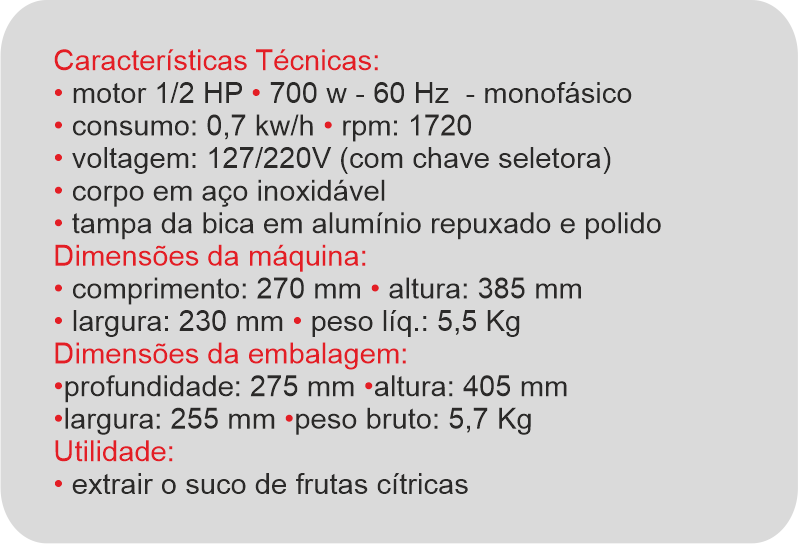 Características Técnicas:
• motor 1/2 HP • 700 w - 60 Hz - monofásico
• consumo: 0,7 kw/h • rpm: 1720
• voltagem: 127/220V (com chave seletora)
• corpo em aço inoxidável
• tampa da bica em alumínio repuxado e polido
Dimensões da máquina:
• comprimento: 270 mm • altura: 385 mm
• largura: 230 mm • peso líq.: 5,5 Kg
Dimensões da embalagem:
•profundidade: 275 mm •altura: 405 mm
•largura: 255 mm •peso bruto: 5,7 Kg
Utilidade:
• extrair o suco de frutas cítricas